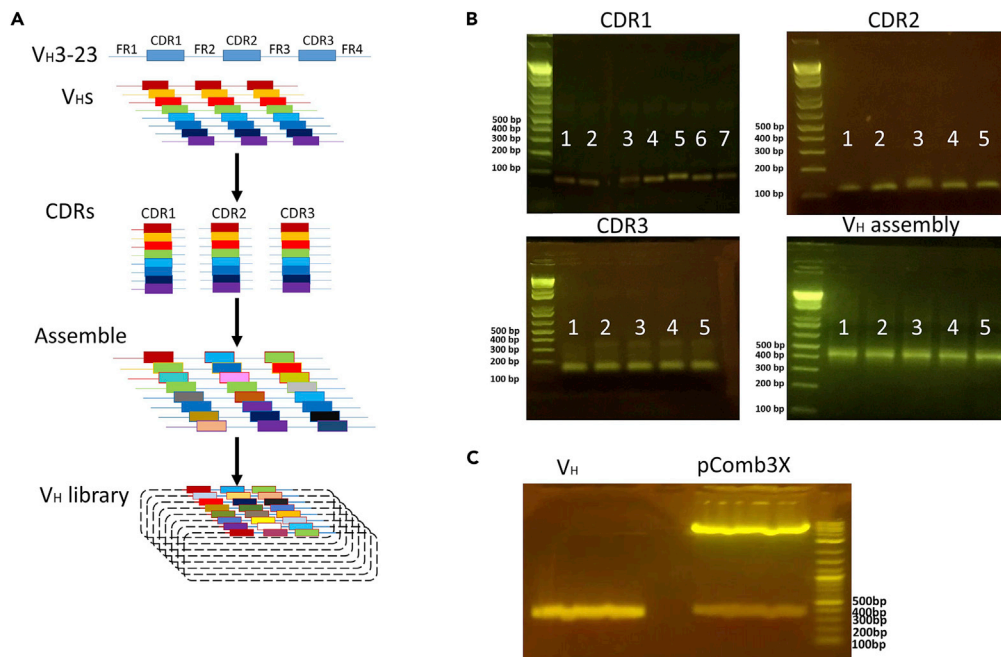 A
VH3-23
FR1 CDR1 FR2 CDR2 FR3 CDR3 FR4
VHs
CDRs
CDR1 CDR2 CDR3
Assemble
VH library
B
CDR1
500 bp
400 bp
300 bp
200 bp
100 bp
1 2 3 4 5 6 7
CDR2
500 bp
400 bp
300 bp
200 bp
100 bp
1 2 3 4 5
CDR3
500 bp
400 bp
300 bp
200 bp
100 bp
1 2 3 4 5
VH assembly
500 bp
400 bp
300 bp
200 bp
100 bp
1 2 3 4 5
C
VH pComb3X
500bp
400bp
300bp
200bp
100bp